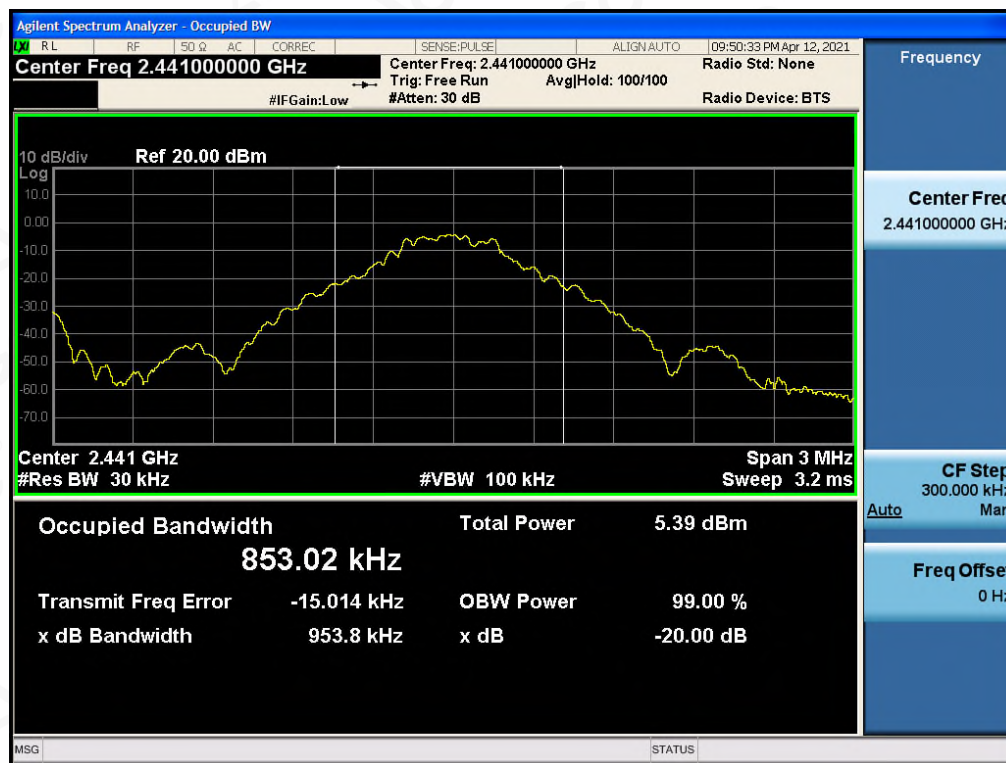 Agilent Spectrum Analyzer - Occupied BW
LXI RL RF 50 Ω AC CORREC SENSE:PULSE ALIGN AUTO 09:50:33 PM Apr 12, 2021
Center Freq 2.441000000 GHz
Center Freq: 2.441000000 GHz Radio Std: None
Trig: Free Run Avg|Hold: 100/100
#IFGain:Low #Atten: 30 dB Radio Device: BTS
10 dB/div Ref 20.00 dBm
Log
10.0
0.00
-10.0
-20.0
-30.0
-40.0
-50.0
-60.0
-70.0
Center 2.441 GHz Span 3 MHz
#Res BW 30 kHz #VBW 100 kHz Sweep 3.2 ms
Occupied Bandwidth Total Power 5.39 dBm
853.02 kHz
Transmit Freq Error -15.014 kHz OBW Power 99.00 %
x dB Bandwidth 953.8 kHz x dB -20.00 dB
MSG STATUS
Frequency
Center Freq
2.441000000 GHz
CF Step
300.000 kHz
Auto Man
Freq Offset
0 Hz